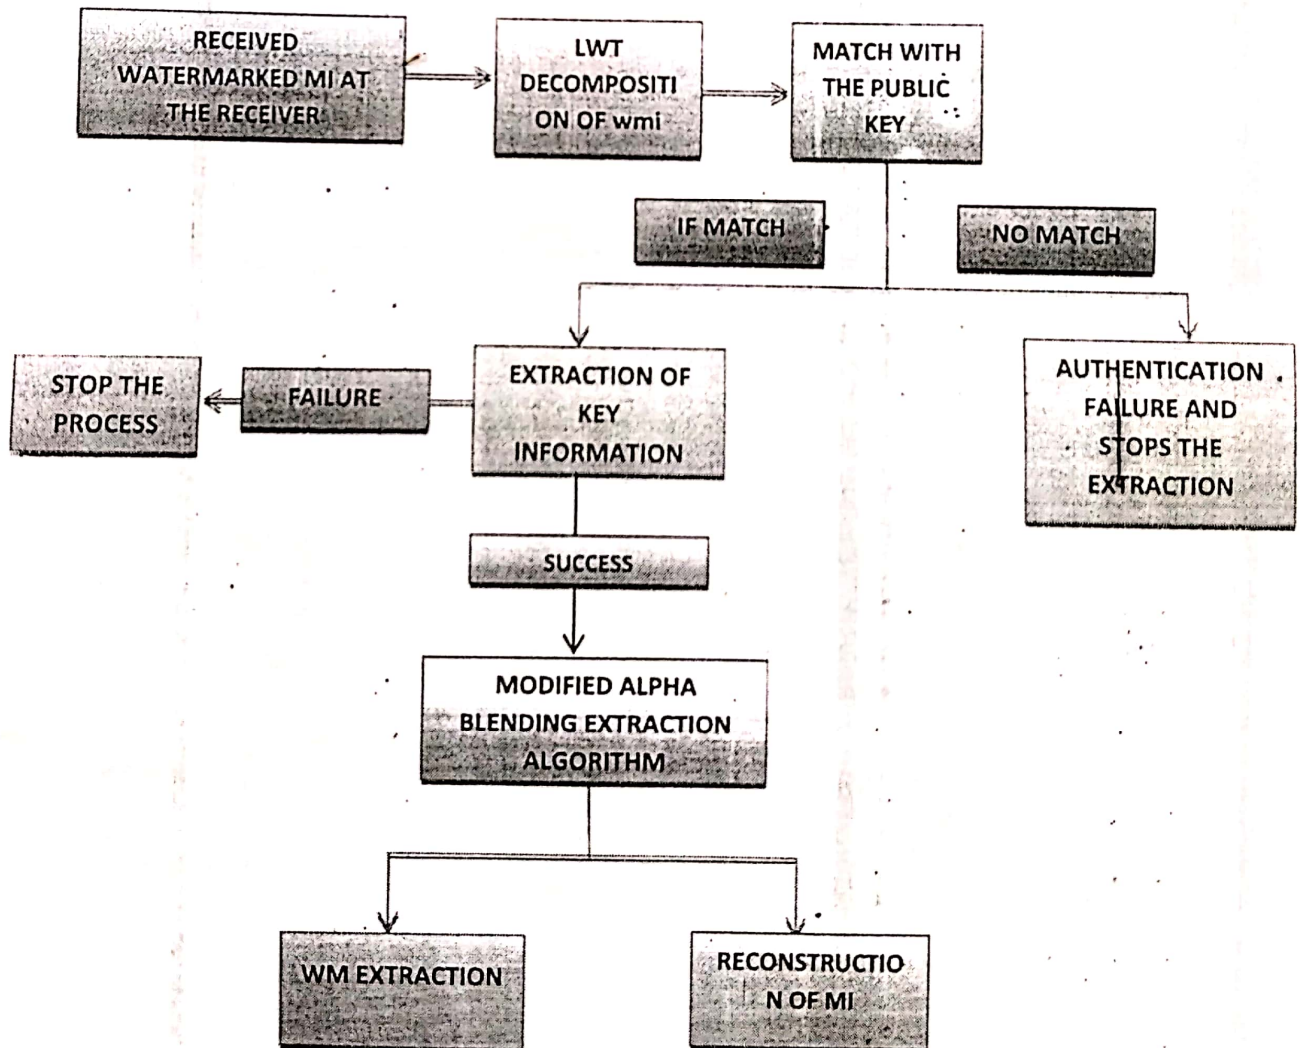 RECEIVED
WATERMARKED MI AT
THE RECEIVER
LWT
DECOMPOSITI
ON OF wmi
MATCH WITH
THE PUBLIC
KEY
IF MATCH
NO MATCH
STOP THE
PROCESS
FAILURE
EXTRACTION OF
KEY
INFORMATION
AUTHENTICATION
FAILURE AND
STOPS THE
EXTRACTION
SUCCESS
MODIFIED ALPHA
BLENDING EXTRACTION
ALGORITHM
WM EXTRACTION
RECONSTRUCTIO
N OF MI